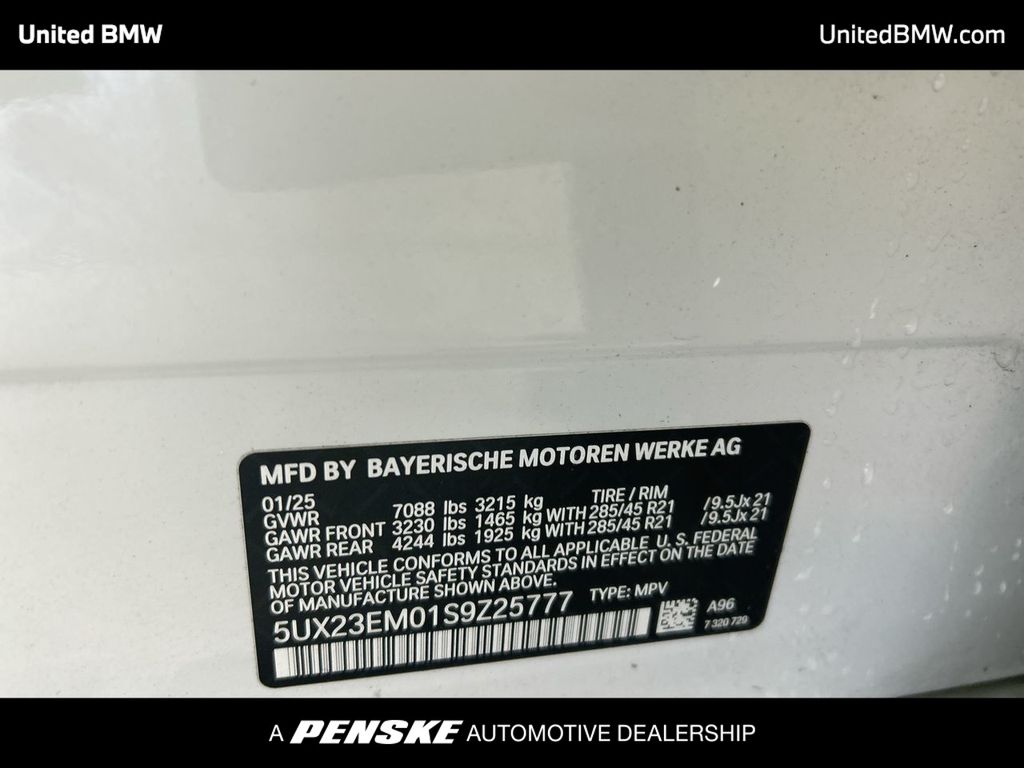 United BMW
UnitedBMW.com
MFD BY BAYERISCHE MOTOREN WERKE AG
01/25 TIRE / RIM
GVWR 7088 lbs 3215 kg
GAWR FRONT 3230 lbs 1465 kg WITH 285/45 R21 /9.5Jx 21
GAWR REAR 4244 lbs 1925 kg WITH 285/45 R21 /9.5Jx 21
THIS VEHICLE CONFORMS TO ALL APPLICABLE U. S. FEDERAL
MOTOR VEHICLE SAFETY STANDARDS IN EFFECT ON THE DATE
OF MANUFACTURE SHOWN ABOVE.
5UX23EM01S9Z25777 TYPE: MPV
A96
7 320 729
A PENSKE AUTOMOTIVE DEALERSHIP